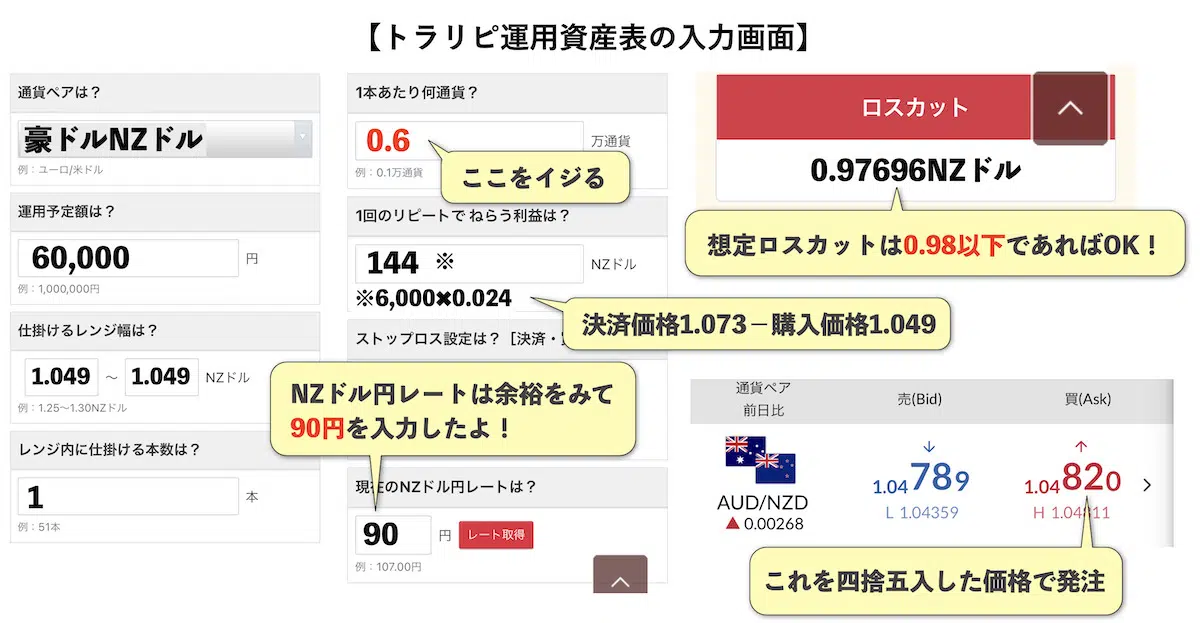 【トラリピ運用資産表の入力画面】
通貨ペアは？
豪ドルNZドル
例：ユーロ/米ドル
運用予定額は？
60,000
円
例：1,000,000円
仕掛けるレンジ幅は？
1.049 ～ 1.049 NZドル
例：1.25～1.30NZドル
レンジ内に仕掛ける本数は？
1
本
例：51本
1本あたり何通貨？
0.6
万通貨
例：0.1万通貨
ここをイジる
1回のリピートで ねらう利益は？
144 ※
NZドル
※6,000✖0.024
決済価格1.073－購入価格1.049
ストップロス設定は？［決済・
NZドル円レートは余裕をみて
90円を入力したよ！
現在のNZドル円レートは？
90
円
レート取得
例：107.00円
ロスカット
0.97696NZドル
想定ロスカットは0.98以下であればOK！
通貨ペア
前日比
売(Bid)
買(Ask)
AUD/NZD
▲ 0.00268
↓
1.04789
L 1.04359
↑
1.04820
H 1.04811
これを四捨五入した価格で発注